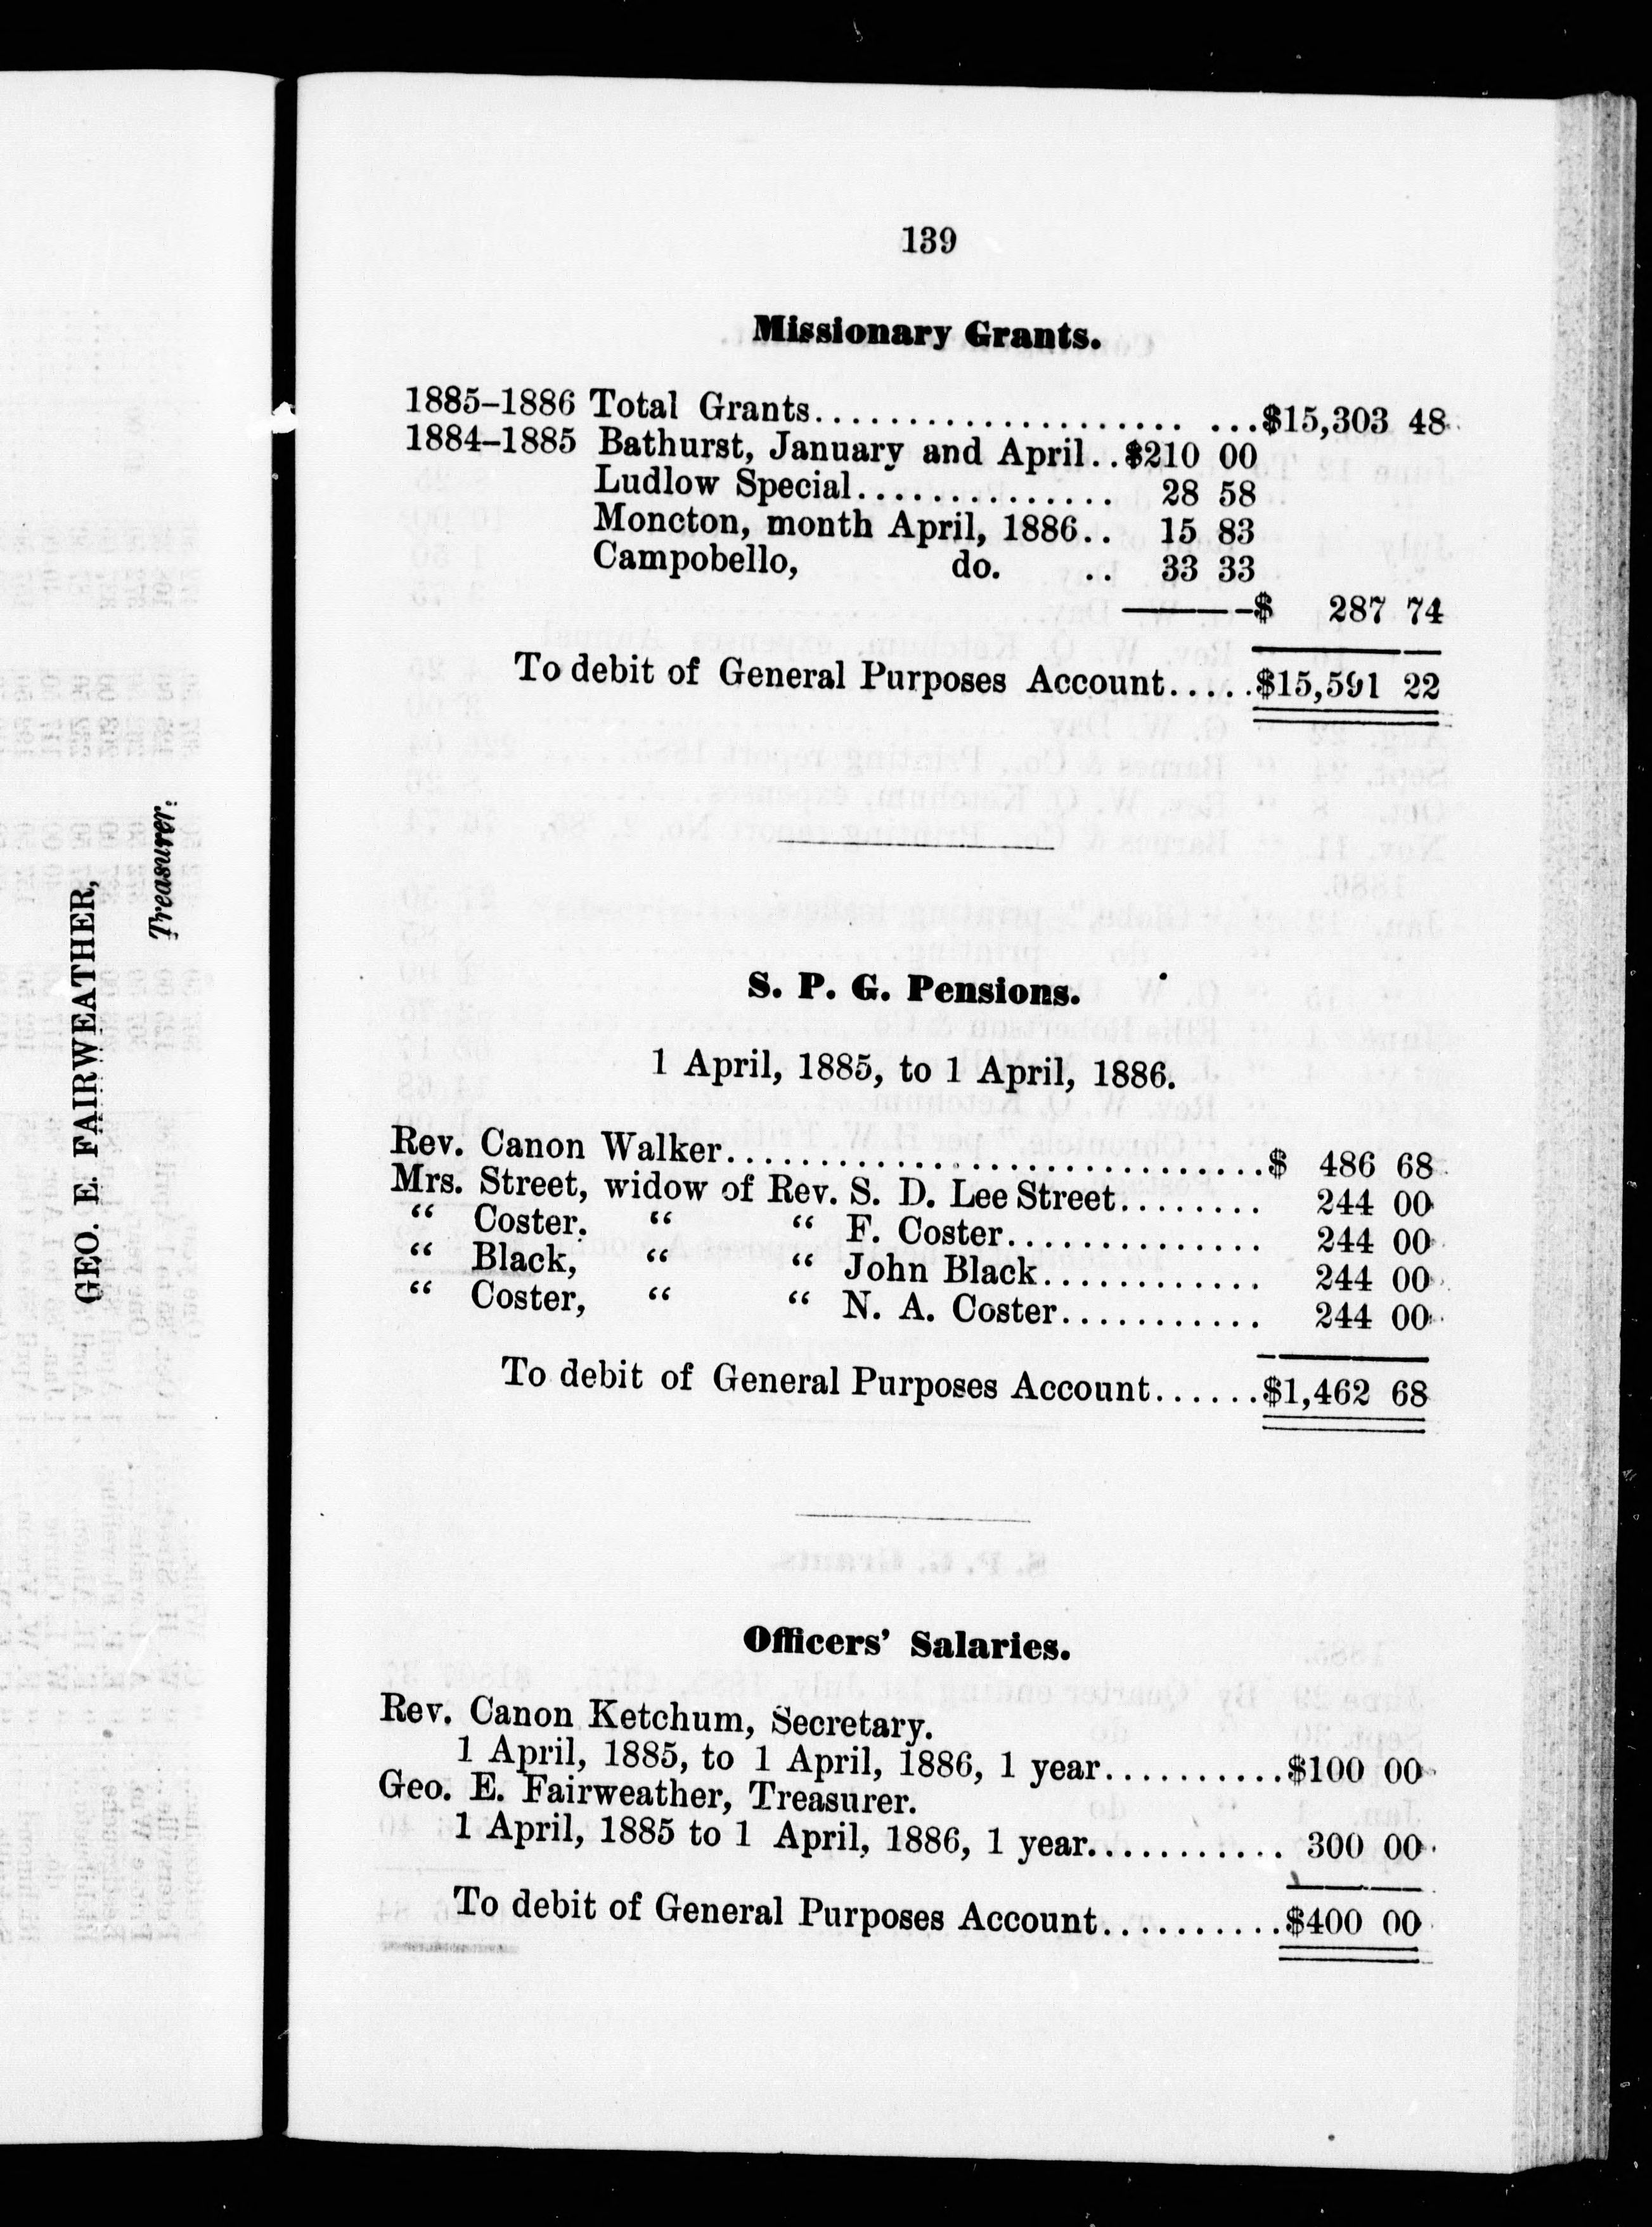 GEO. E. FAIRWEATHER,
Treasurer.
139
Missionary Grants.
1885–1886 Total Grants........................$15,303 48
1884–1885 Bathurst, January and April..$210 00
Ludlow Special.............. 28 58
Moncton, month April, 1886.. 15 83
Campobello, do. .. 33 33
$ 287 74
To debit of General Purposes Account.....$15,591 22
S. P. G. Pensions.
1 April, 1885, to 1 April, 1886.
Rev. Canon Walker..............................$ 486 68
Mrs. Street, widow of Rev. S. D. Lee Street........ 244 00
“ Coster. “ “ F. Coster.............. 244 00
“ Black, “ “ John Black............ 244 00
“ Coster, “ “ N. A. Coster........... 244 00
To debit of General Purposes Account......$1,462 68
Officers’ Salaries.
Rev. Canon Ketchum, Secretary.
1 April, 1885, to 1 April, 1886, 1 year..........$100 00
Geo. E. Fairweather, Treasurer.
1 April, 1885 to 1 April, 1886, 1 year........... 300 00
To debit of General Purposes Account..........$400 00